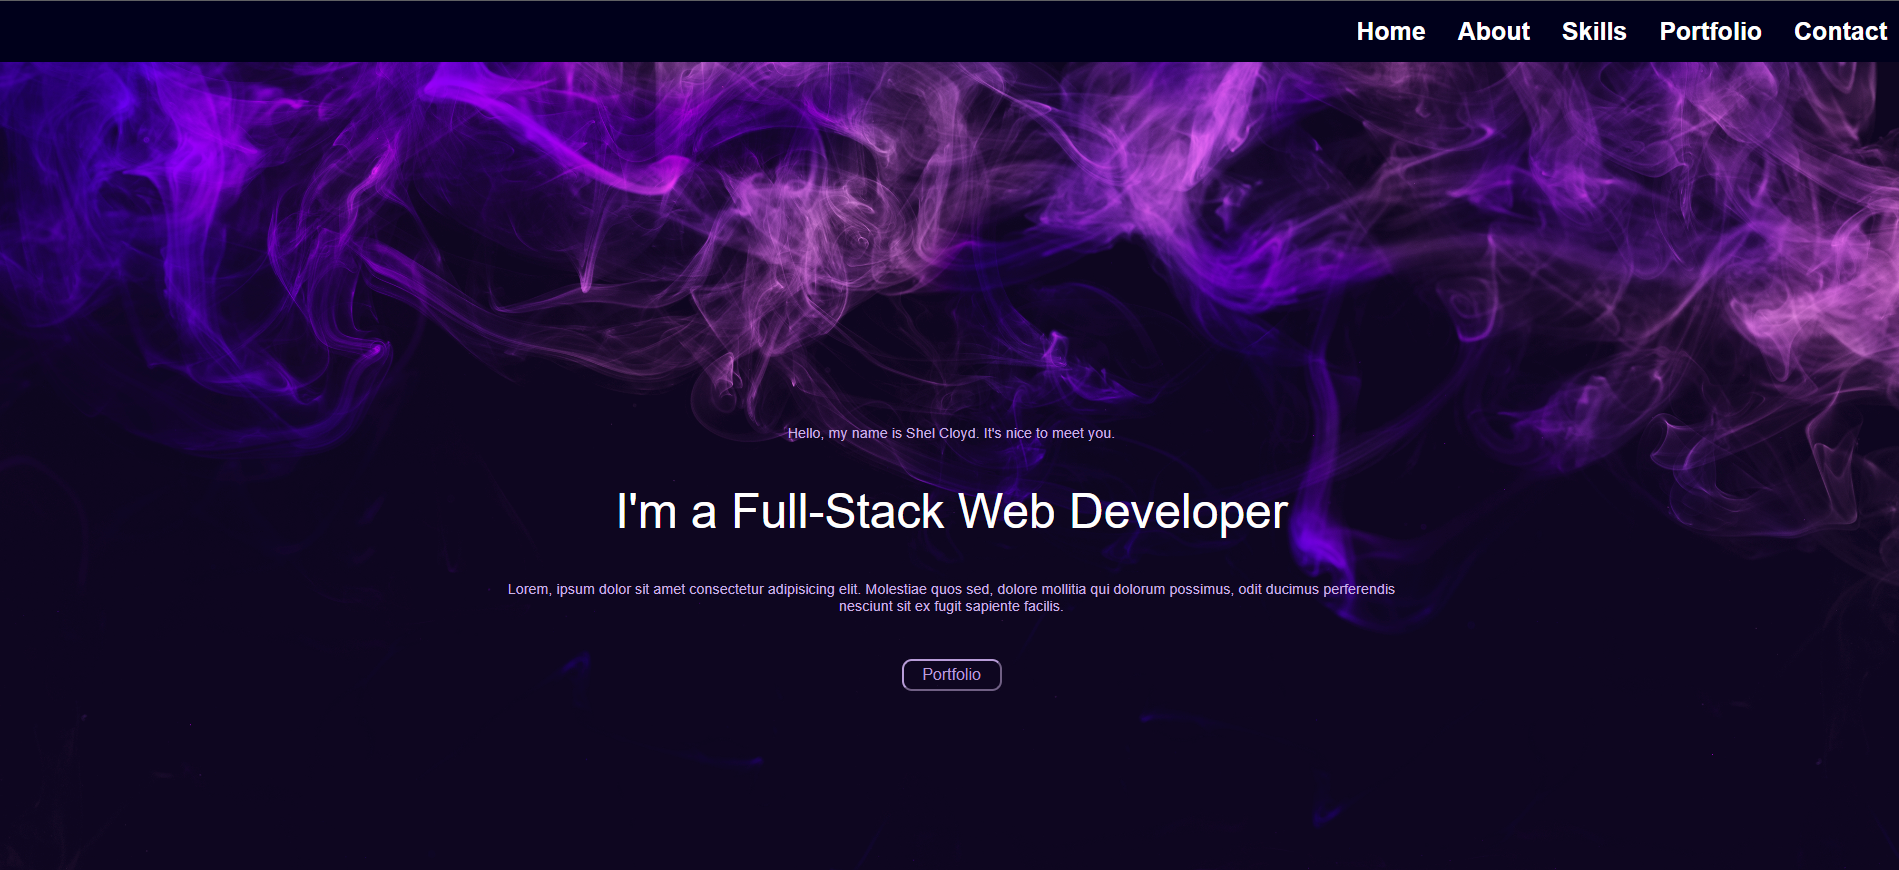 Home About Skills Portfolio Contact
Hello, my name is Shel Cloyd. It's nice to meet you.
I'm a Full-Stack Web Developer
Lorem, ipsum dolor sit amet consectetur adipisicing elit. Molestiae quos sed, dolore mollitia qui dolorum possimus, odit ducimus perferendis
nesciunt sit ex fugit sapiente facilis.
Portfolio